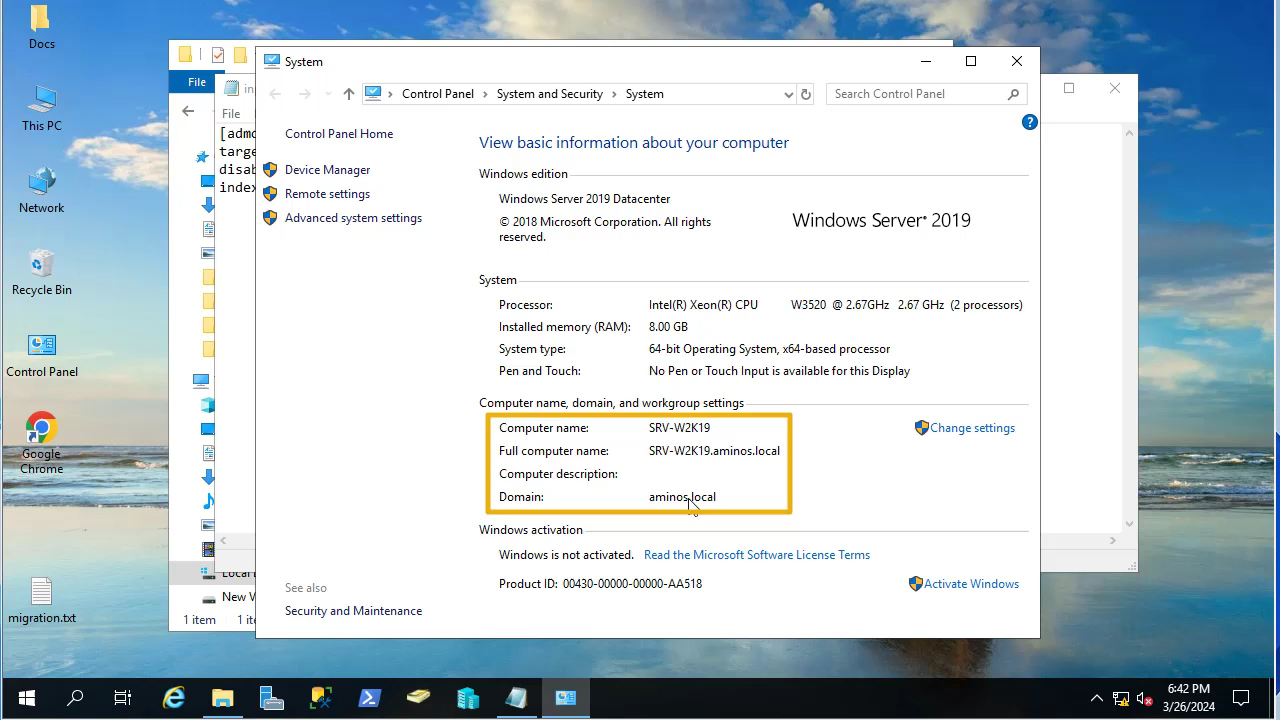 Docs
This PC
Network
Recycle Bin
Control Panel
Google
Chrome
migration.txt
File
File
1 item
System
Control Panel
System and Security
System
Search Control Panel
Control Panel Home
Device Manager
Remote settings
Advanced system settings
See also
Security and Maintenance
View basic information about your computer
Windows edition
Windows Server 2019 Datacenter
© 2018 Microsoft Corporation. All rights
reserved.
Windows Server® 2019
System
Processor: Intel(R) Xeon(R) CPU W3520 @ 2.67GHz 2.67 GHz (2 processors)
Installed memory (RAM): 8.00 GB
System type: 64-bit Operating System, x64-based processor
Pen and Touch: No Pen or Touch Input is available for this Display
Computer name, domain, and workgroup settings
Computer name: SRV-W2K19
Change settings
Full computer name: SRV-W2K19.aminos.local
Computer description:
Domain: aminos.local
Windows activation
Windows is not activated. Read the Microsoft Software License Terms
Product ID: 00430-00000-00000-AA518
Activate Windows
6:42 PM
3/26/2024